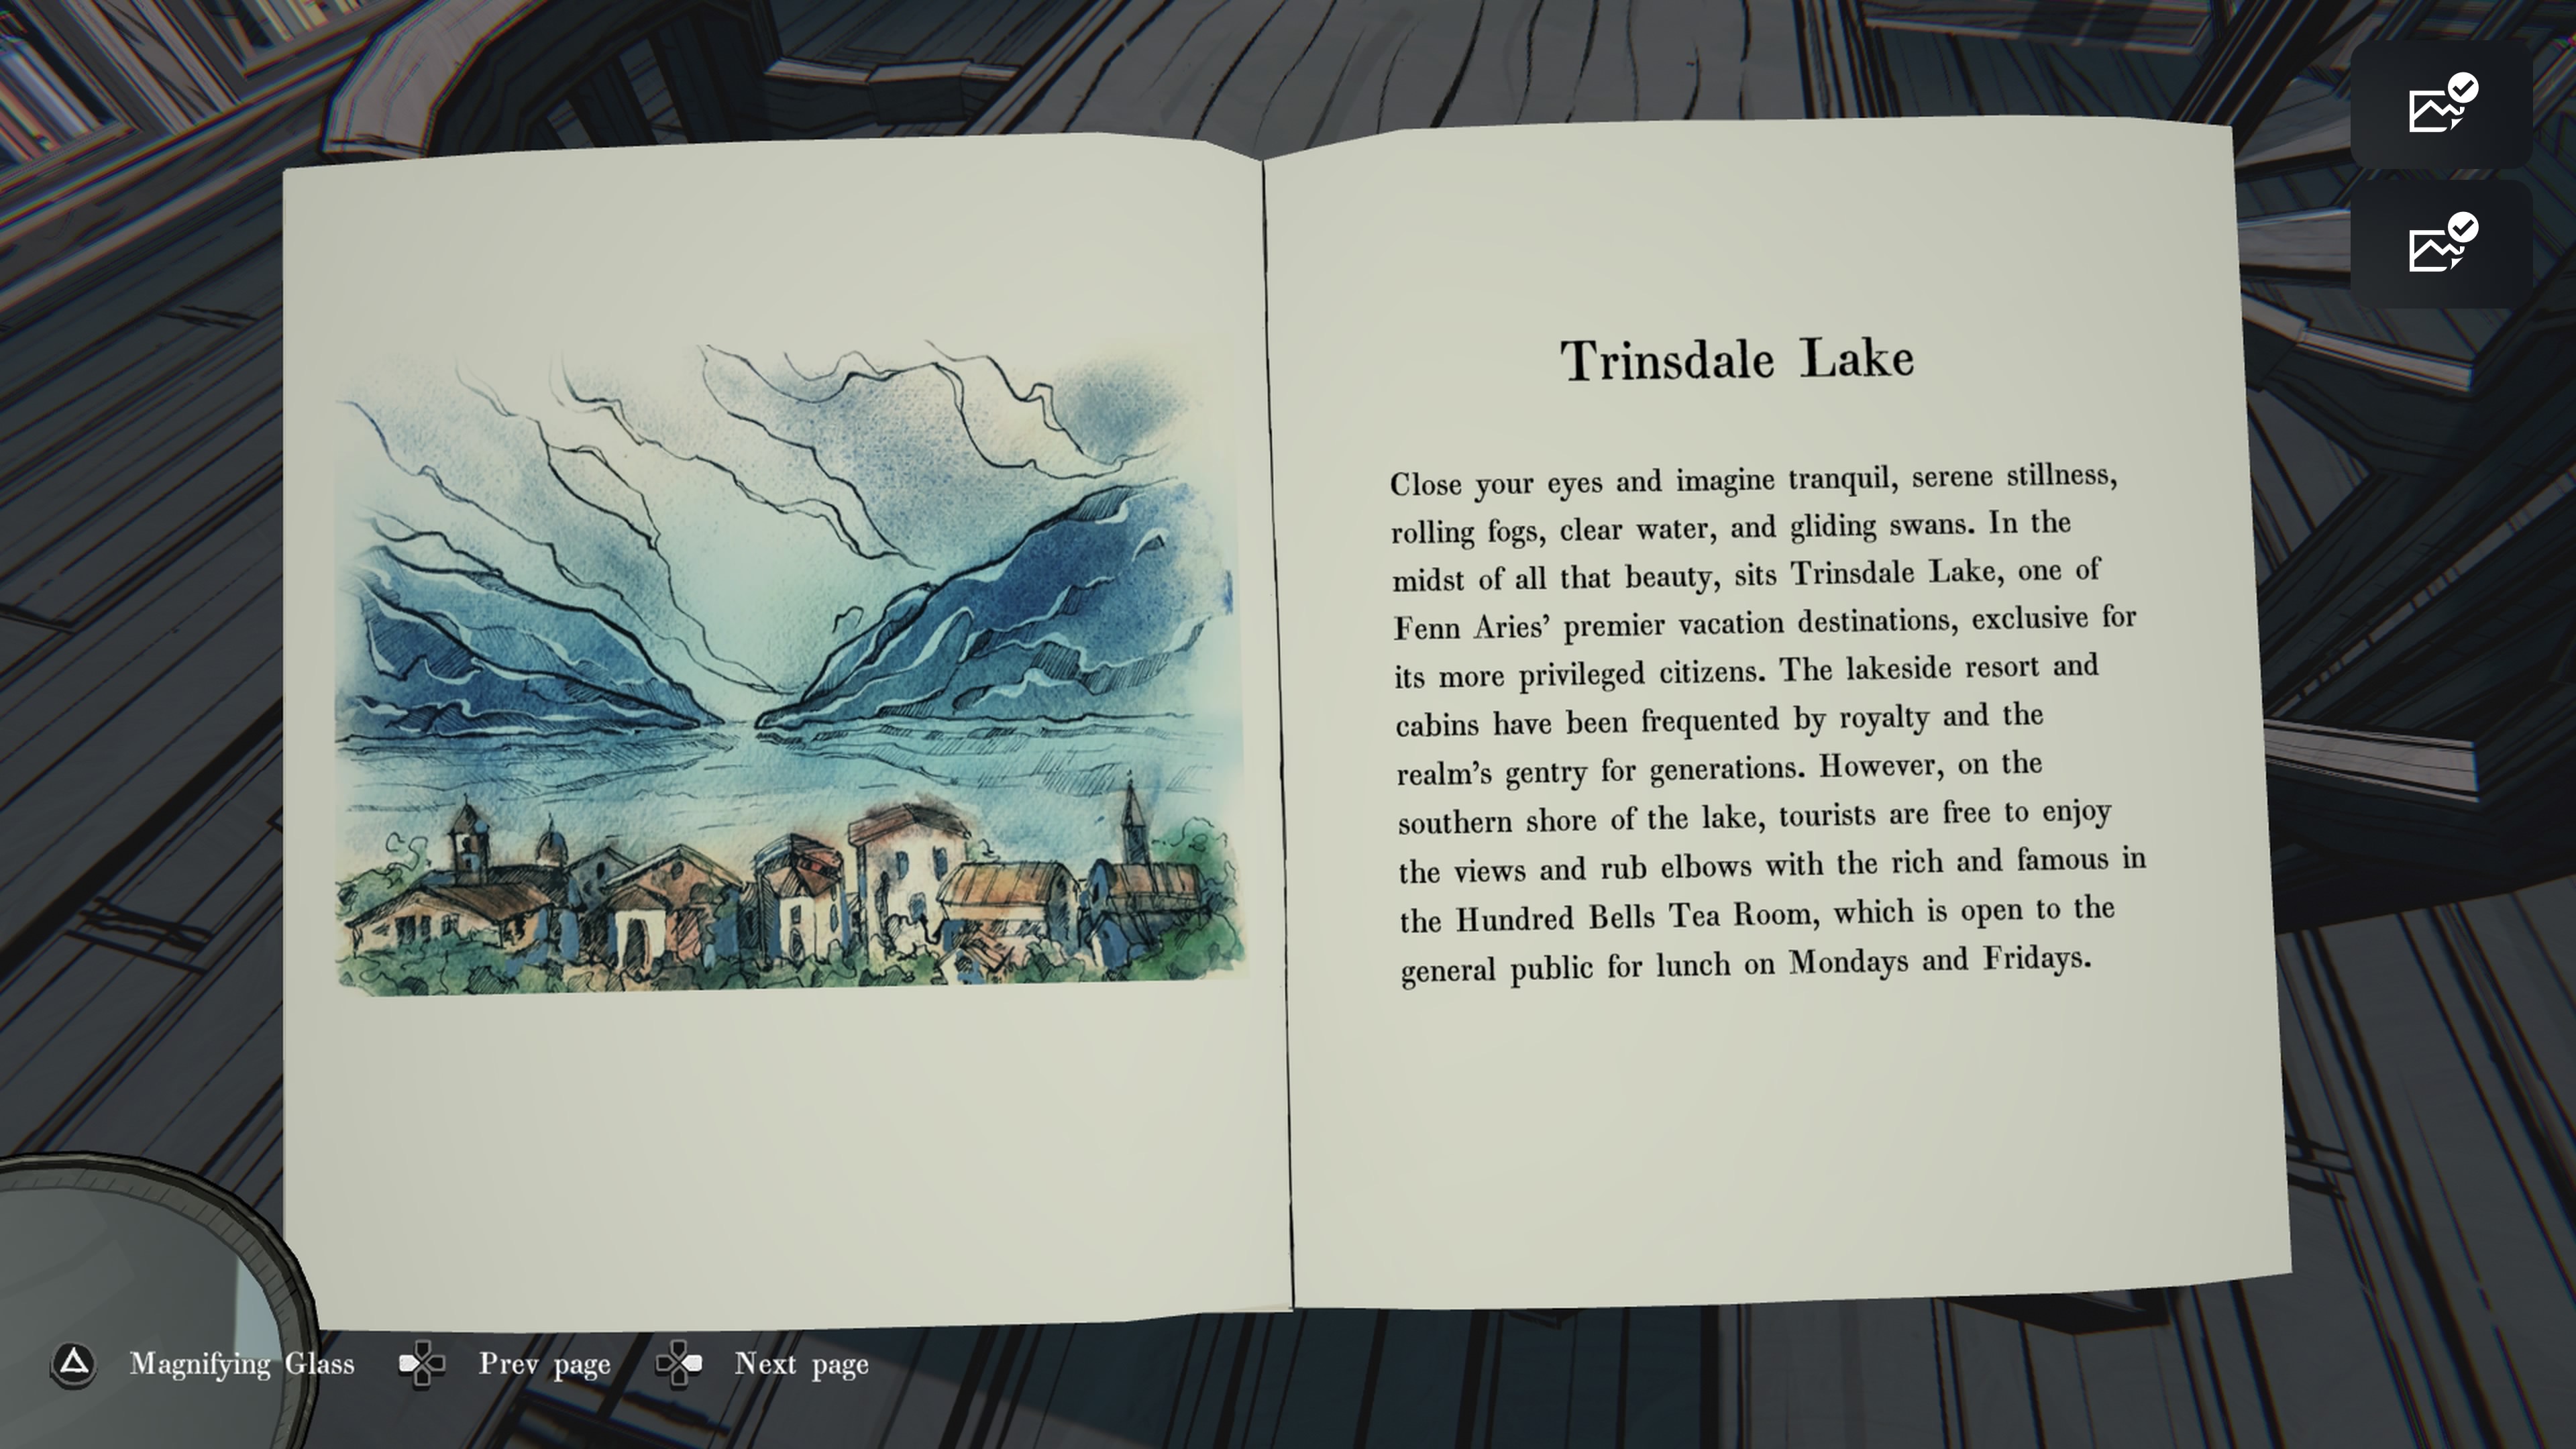 Trinsdale Lake
Close your eyes and imagine tranquil, serene stillness,
rolling fogs, clear water, and gliding swans. In the
midst of all that beauty, sits Trinsdale Lake, one of
Fenn Aries’ premier vacation destinations, exclusive for
its more privileged citizens. The lakeside resort and
cabins have been frequented by royalty and the
realm’s gentry for generations. However, on the
southern shore of the lake, tourists are free to enjoy
the views and rub elbows with the rich and famous in
the Hundred Bells Tea Room, which is open to the
general public for lunch on Mondays and Fridays.
Magnifying Glass Prev page Next page